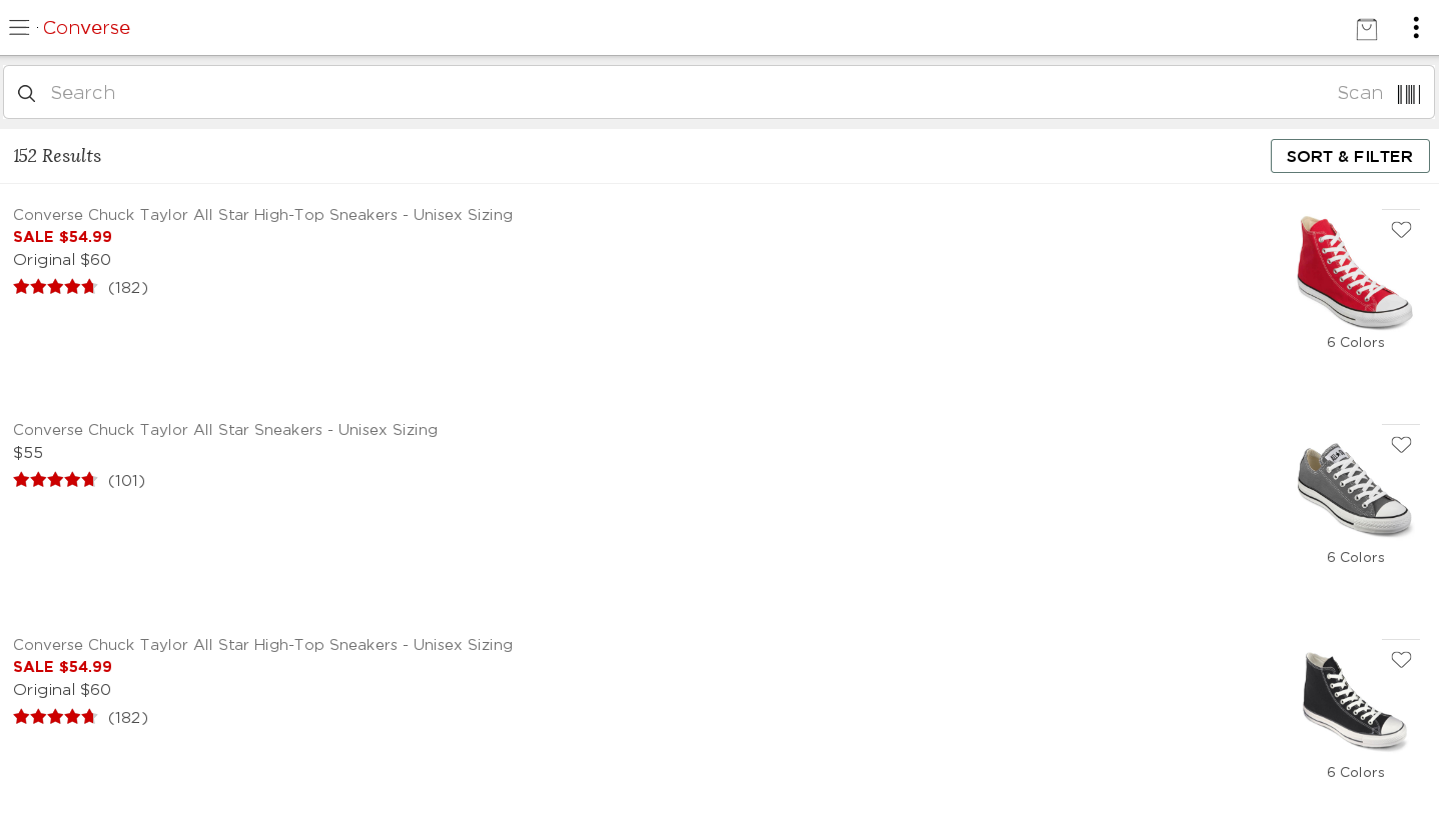 Converse
Search
Scan
152 Results
SORT & FILTER
Converse Chuck Taylor All Star High-Top Sneakers - Unisex Sizing
SALE $54.99
Original $60
(182)
6 Colors
Converse Chuck Taylor All Star Sneakers - Unisex Sizing
$55
(101)
6 Colors
Converse Chuck Taylor All Star High-Top Sneakers - Unisex Sizing
SALE $54.99
Original $60
(182)
6 Colors